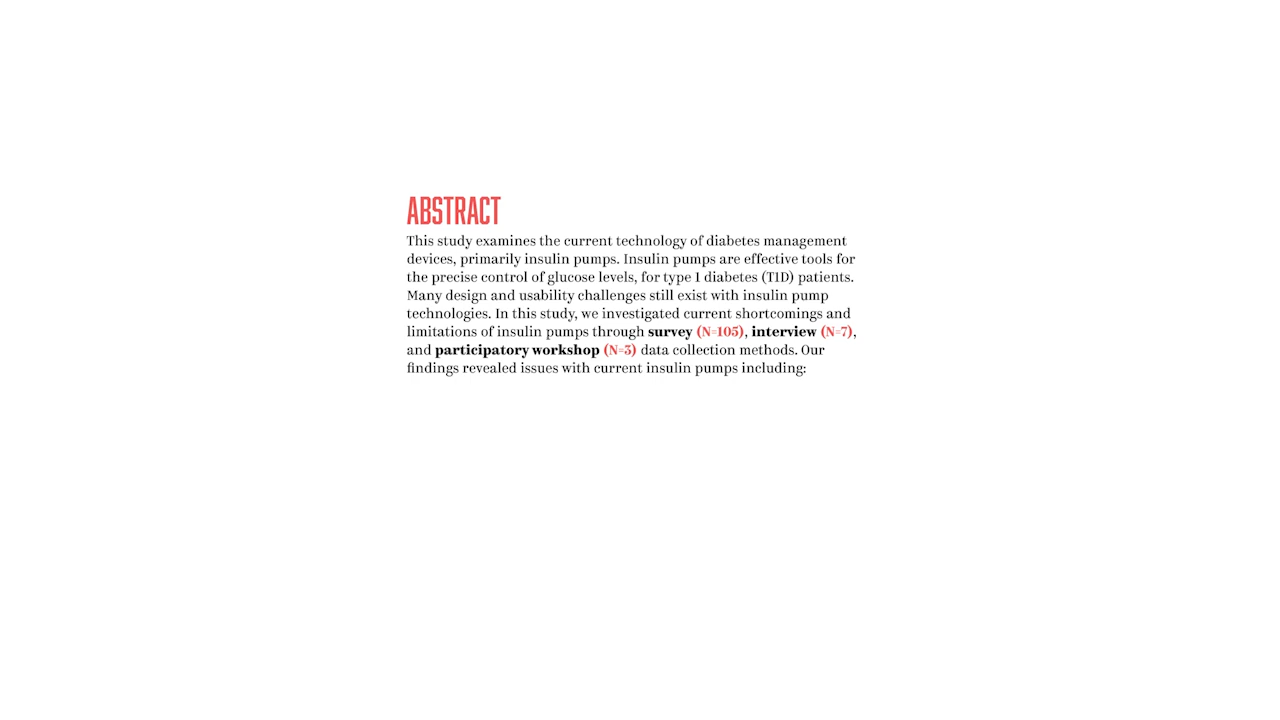 ABSTRACT
This study examines the current technology of diabetes management
devices, primarily insulin pumps. Insulin pumps are effective tools for
the precise control of glucose levels, for type 1 diabetes (T1D) patients.
Many design and usability challenges still exist with insulin pump
technologies. In this study, we investigated current shortcomings and
limitations of insulin pumps through survey (N=105), interview (N=7),
and participatory workshop (N=3) data collection methods. Our
findings revealed issues with current insulin pumps including: